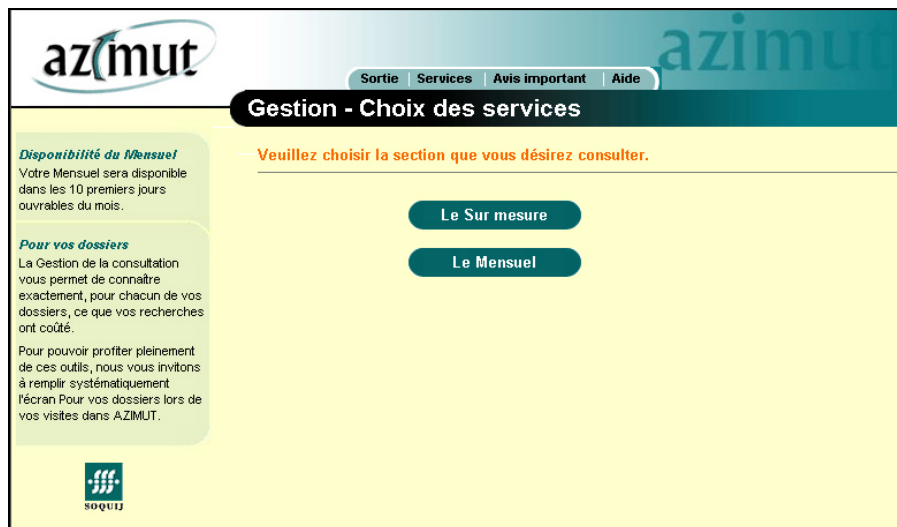 azimut
azimut
Sortie | Services | Avis important | Aide
Gestion - Choix des services
Disponibilité du Mensuel
Votre Mensuel sera disponible
dans les 10 premiers jours
ouvrables du mois.
Pour vos dossiers
La Gestion de la consultation
vous permet de connaître
exactement, pour chacun de vos
dossiers, ce que vos recherches
ont coûté.
Pour pouvoir profiter pleinement
de ces outils, nous vous invitons
à remplir systématiquement
l'écran Pour vos dossiers lors de
vos visites dans AZIMUT.
SOQUIJ
Veuillez choisir la section que vous désirez consulter.
Le Sur mesure
Le Mensuel